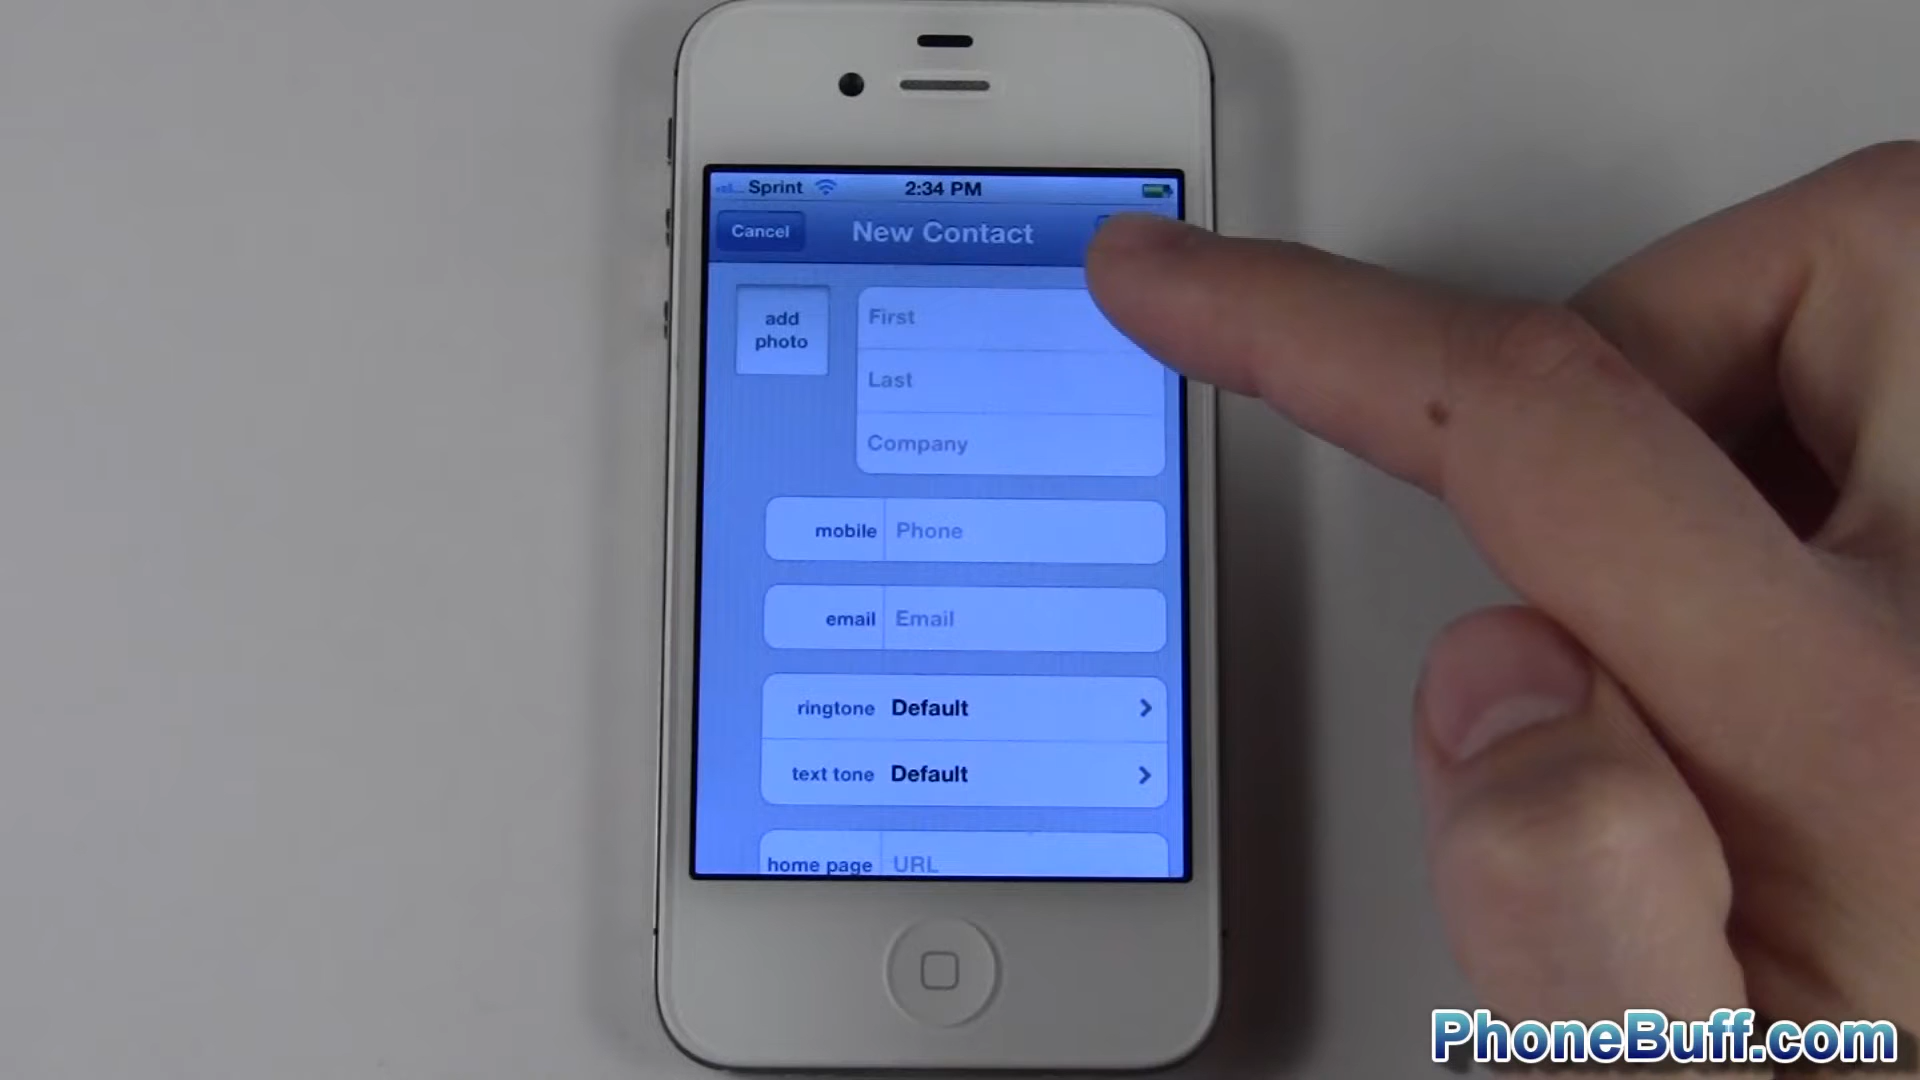 Sprint 2:34 PM
Cancel New Contact
add
photo
First
Last
Company
mobile Phone
email Email
ringtone Default
text tone Default
home page URL
PhoneBuff.com